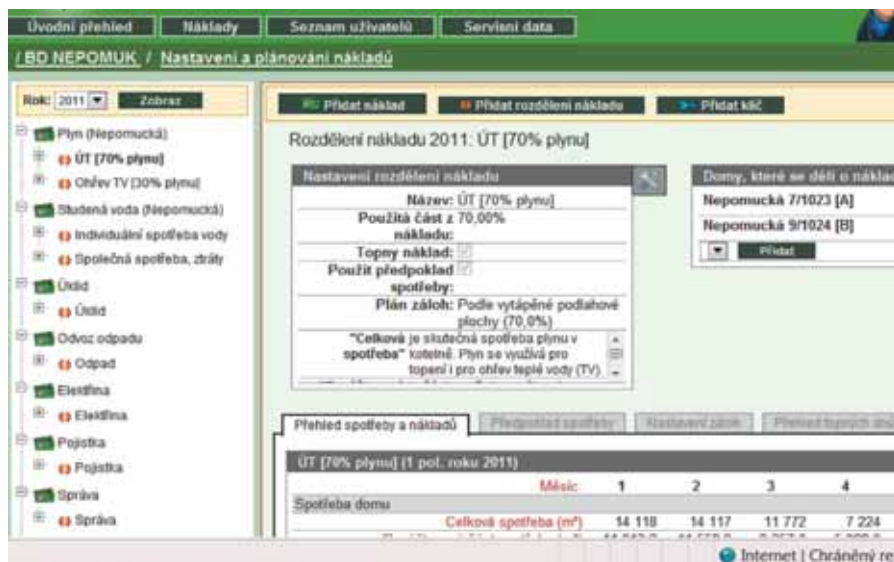 Úvodní přehled Náklady Seznam uživatelů Servisní data
/ BD NEPOMUK / Nastavení a plánování nákladů
Rok: 2011 Zobraz
Plyn (Nepomucká)
ÚT [70% plynu]
Ohřev TV [30% plynu]
Studená voda (Nepomucká)
Individuální spotřeba vody
Společná spotřeba, ztráty
Úklid
Úklid
Odvoz odpadu
Odpad
Elektřina
Elektřina
Pojistka
Pojistka
Správa
Správa
Přidat náklad Přidat rozdělení nákladu Přidat klíč
Rozdělení nákladu 2011: ÚT [70% plynu]
Nastavení rozdělení nákladu
Název: ÚT [70% plynu]
Použitá část z 70,00%
nákladu:
Topny náklad:
Použít předpoklad
spotřeby:
Plán záloh: Podle vytápěné podlahové
plochy (70,0%)
"Celková je skutečná spotřeba plynu v
spotřeba" kotelně. Plyn se využívá pro
topení i pro ohřev teplé vody (TV)
Domy, které se dělí o náklad
Nepomucká 7/1023 [A]
Nepomucká 9/1024 [B]
Přidat
Přehled spotřeby a nákladů Předpoklad spotřeby Nastavení záloh Přehled topných
ÚT [70% plynu] (1 pol. roku 2011)
Měsíc 1 2 3 4
Spotřeba domu
Celková spotřeba (m³) 14 118 14 117 11 772 7 224
Internet | Chráněný re